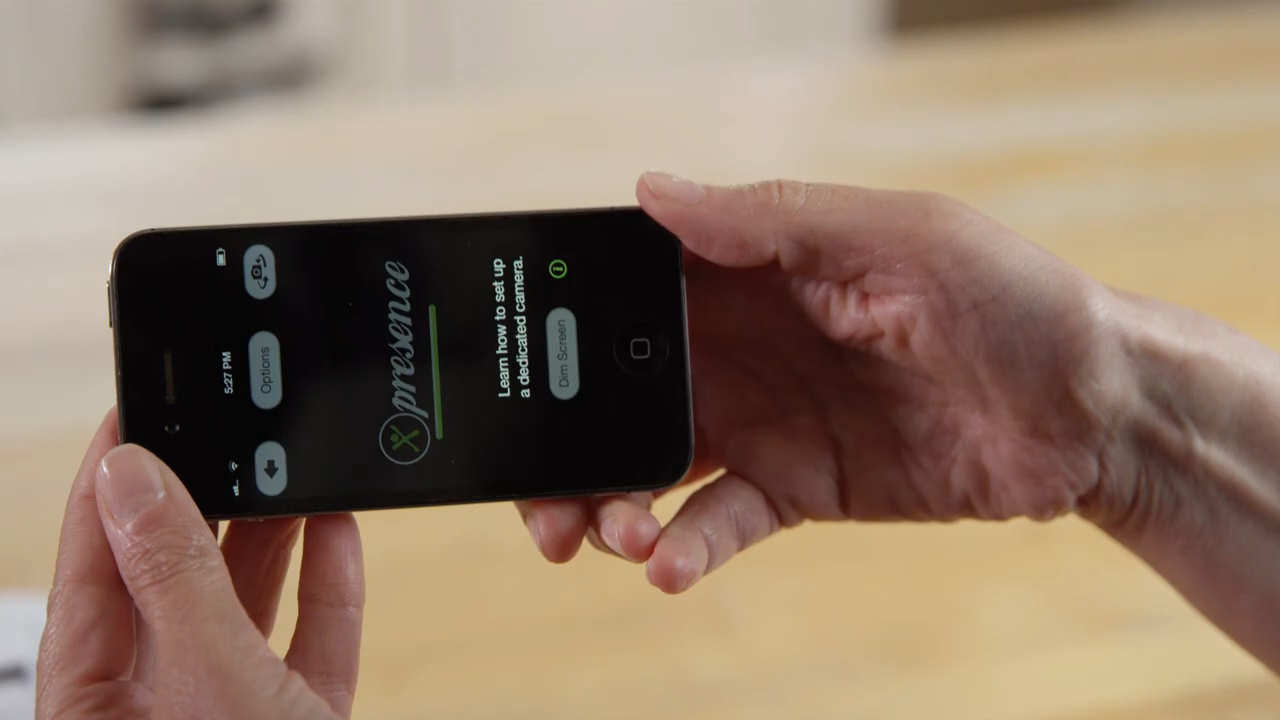 5:27 PM
Options
presence
Learn how to set up
a dedicated camera.
Dim Screen